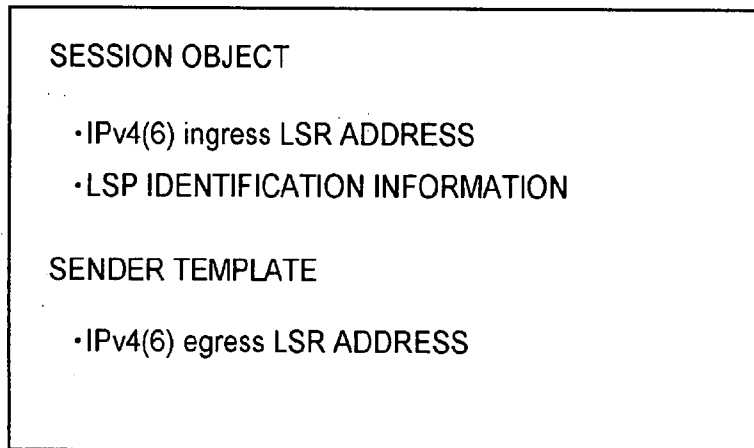 SESSION OBJECT
・IPv4(6) ingress LSR ADDRESS
・LSP IDENTIFICATION INFORMATION
SENDER TEMPLATE
・IPv4(6) egress LSR ADDRESS